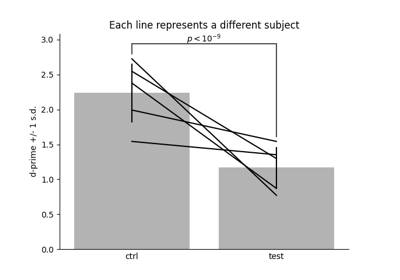 Each line represents a different subject
p < 10⁻⁹
3.0
2.5
2.0
1.5
1.0
0.5
0.0
d-prime +/- 1 s.d.
ctrl
test